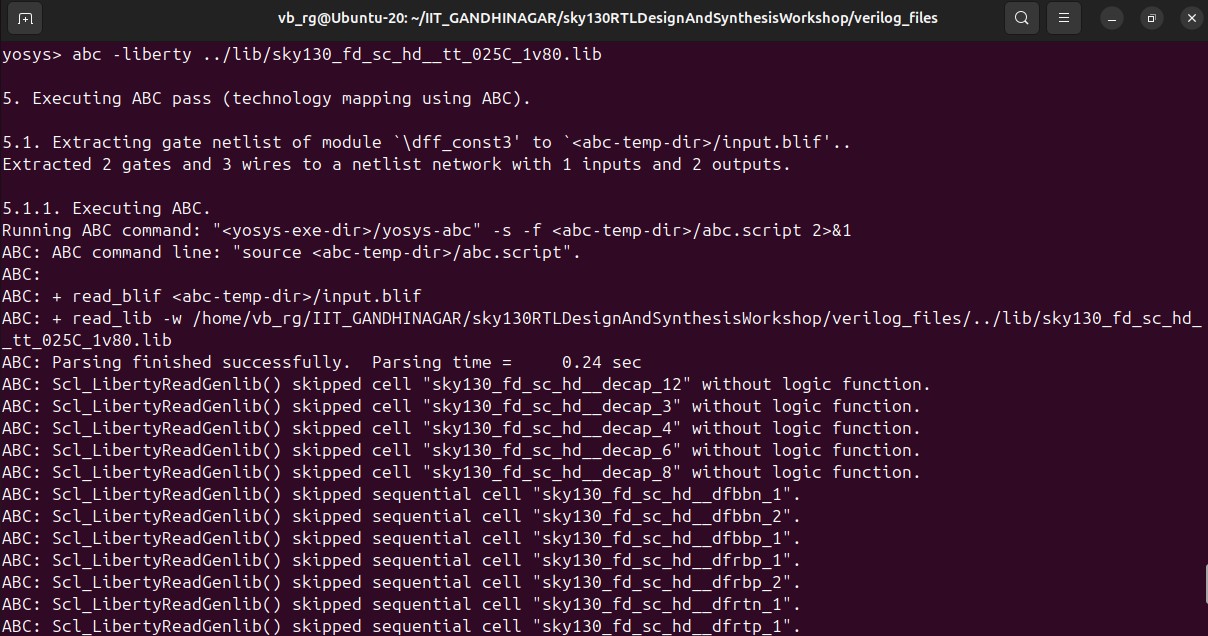 vb_rg@Ubuntu-20: ~/IIT_GANDHINAGAR/sky130RTLDesignAndSynthesisWorkshop/verilog_files
yosys> abc -liberty ../lib/sky130_fd_sc_hd__tt_025C_1v80.lib
5. Executing ABC pass (technology mapping using ABC).
5.1. Extracting gate netlist of module `\dff_const3' to `<abc-temp-dir>/input.blif'..
Extracted 2 gates and 3 wires to a netlist network with 1 inputs and 2 outputs.
5.1.1. Executing ABC.
Running ABC command: "<yosys-exe-dir>/yosys-abc" -s -f <abc-temp-dir>/abc.script 2>&1
ABC: ABC command line: "source <abc-temp-dir>/abc.script".
ABC:
ABC: + read_blif <abc-temp-dir>/input.blif
ABC: + read_lib -w /home/vb_rg/IIT_GANDHINAGAR/sky130RTLDesignAndSynthesisWorkshop/verilog_files/../lib/sky130_fd_sc_hd_
_tt_025C_1v80.lib
ABC: Parsing finished successfully.  Parsing time =     0.24 sec
ABC: Scl_LibertyReadGenlib() skipped cell "sky130_fd_sc_hd__decap_12" without logic function.
ABC: Scl_LibertyReadGenlib() skipped cell "sky130_fd_sc_hd__decap_3" without logic function.
ABC: Scl_LibertyReadGenlib() skipped cell "sky130_fd_sc_hd__decap_4" without logic function.
ABC: Scl_LibertyReadGenlib() skipped cell "sky130_fd_sc_hd__decap_6" without logic function.
ABC: Scl_LibertyReadGenlib() skipped cell "sky130_fd_sc_hd__decap_8" without logic function.
ABC: Scl_LibertyReadGenlib() skipped sequential cell "sky130_fd_sc_hd__dfbbn_1".
ABC: Scl_LibertyReadGenlib() skipped sequential cell "sky130_fd_sc_hd__dfbbn_2".
ABC: Scl_LibertyReadGenlib() skipped sequential cell "sky130_fd_sc_hd__dfbbp_1".
ABC: Scl_LibertyReadGenlib() skipped sequential cell "sky130_fd_sc_hd__dfrbp_1".
ABC: Scl_LibertyReadGenlib() skipped sequential cell "sky130_fd_sc_hd__dfrbp_2".
ABC: Scl_LibertyReadGenlib() skipped sequential cell "sky130_fd_sc_hd__dfrtn_1".
ABC: Scl_LibertyReadGenlib() skipped sequential cell "sky130_fd_sc_hd__dfrtp_1".